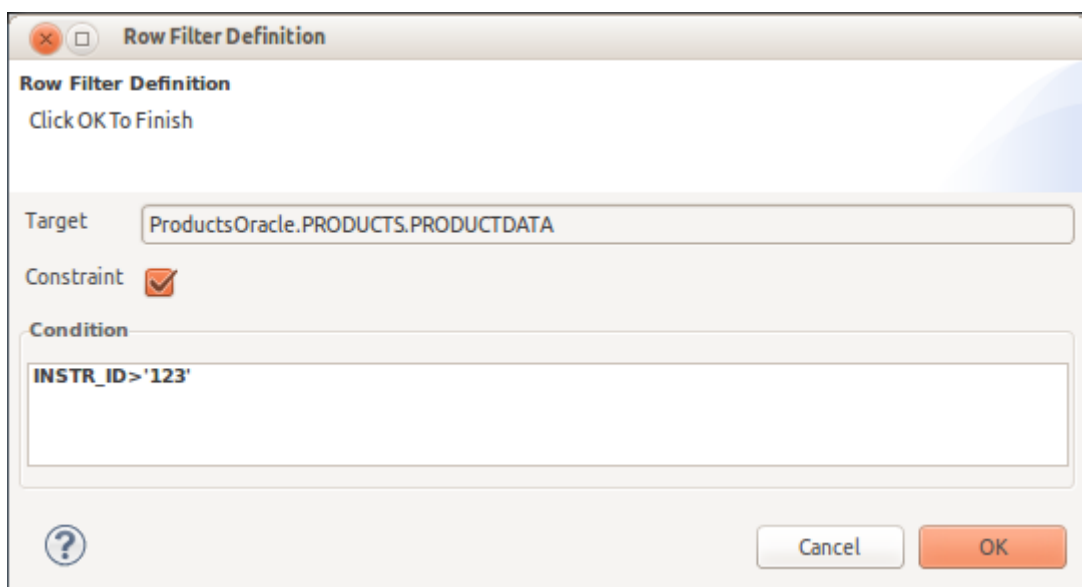 Row Filter Definition
Row Filter Definition
Click OK To Finish
Target ProductsOracle.PRODUCTS.PRODUCTDATA
Constraint
Condition
INSTR_ID>'123'
? Cancel OK